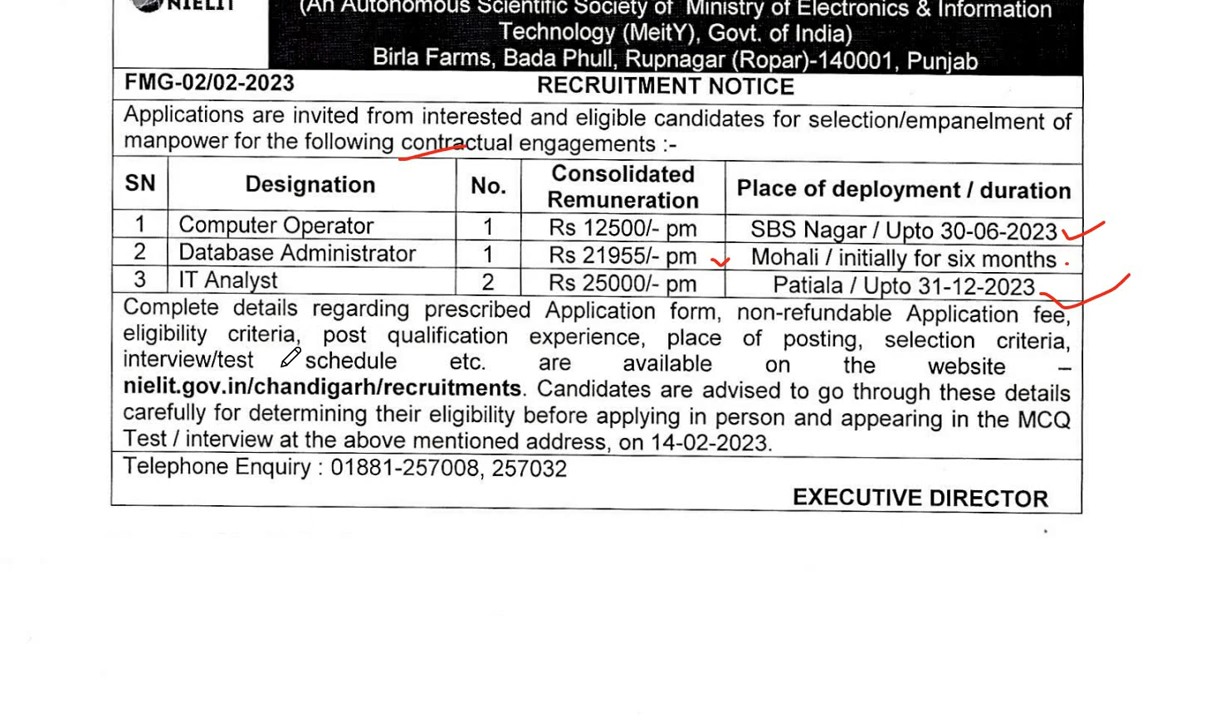 NIELIT
(An Autonomous Scientific Society of Ministry of Electronics & Information
Technology (MeitY), Govt. of India)
Birla Farms, Bada Phull, Rupnagar (Ropar)-140001, Punjab
FMG-02/02-2023 RECRUITMENT NOTICE
Applications are invited from interested and eligible candidates for selection/empanelment of
manpower for the following contractual engagements :-
SN Designation No. Consolidated Remuneration Place of deployment / duration
1 Computer Operator 1 Rs 12500/- pm SBS Nagar / Upto 30-06-2023
2 Database Administrator 1 Rs 21955/- pm Mohali / initially for six months
3 IT Analyst 2 Rs 25000/- pm Patiala / Upto 31-12-2023
Complete details regarding prescribed Application form, non-refundable Application fee,
eligibility criteria, post qualification experience, place of posting, selection criteria,
interview/test schedule etc. are available on the website –
nielit.gov.in/chandigarh/recruitments. Candidates are advised to go through these details
carefully for determining their eligibility before applying in person and appearing in the MCQ
Test / interview at the above mentioned address, on 14-02-2023.
Telephone Enquiry : 01881-257008, 257032
EXECUTIVE DIRECTOR